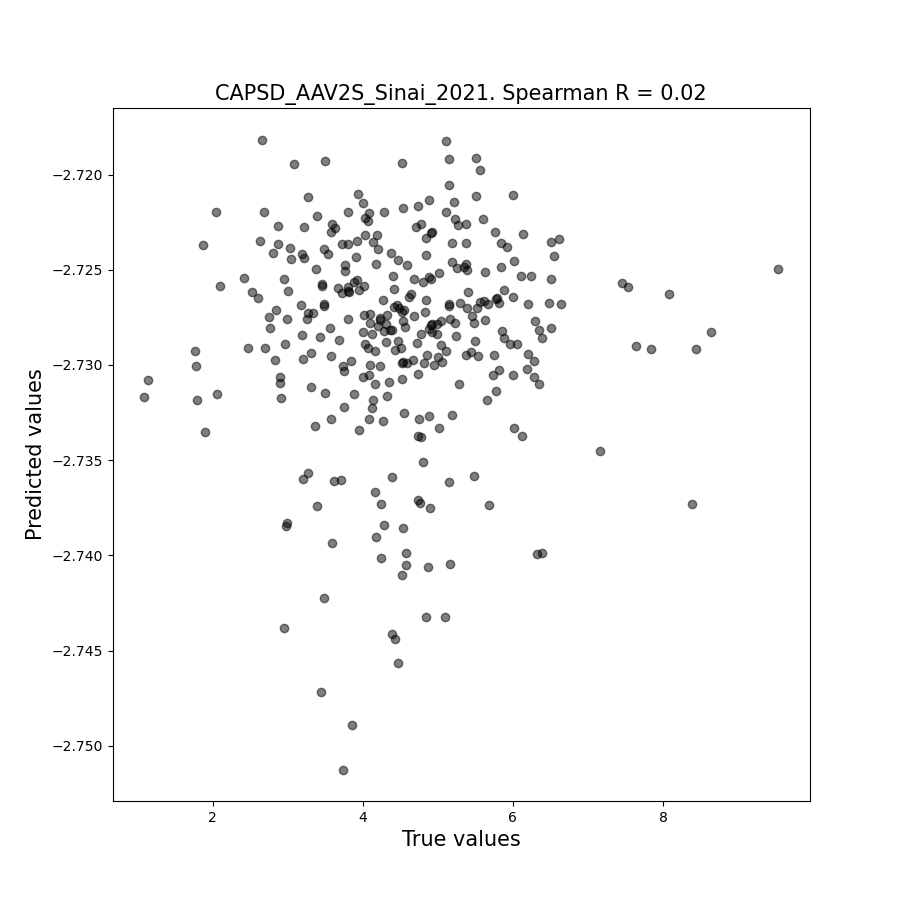 CAPSD_AAV2S_Sinai_2021. Spearman R = 0.02
Predicted values
−2.720
−2.725
−2.730
−2.735
−2.740
−2.745
−2.750
2 4 6 8
True values